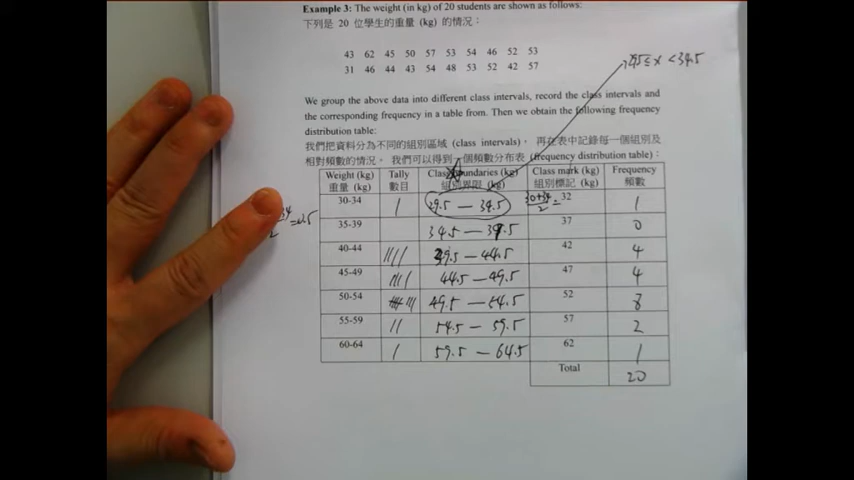 Example 3: The weight (in kg) of 20 students are shown as follows:
下列是 20 位學生的重量 (kg) 的情況：
43 62 45 50 57 53 54 46 52 53
31 46 44 43 54 48 53 52 42 57
29.5 ≤ x < 34.5
We group the above data into different class intervals, record the class intervals and
the corresponding frequency in a table from. Then we obtain the following frequency
distribution table:
我們把資料分為不同的組別區域 (class intervals)，再在表中記錄每一個組別及
相對頻數的情況，我們可以得到一個頻數分布表 (frequency distribution table)：
Weight (kg) Tally Class boundaries (kg) Class mark (kg) Frequency
重量 (kg) 數目 組別界限 (kg) 組別標記 (kg) 頻數
30-34 / 29.5 — 34.5 30+34/2 = 32 1
35-39 34.5 — 39.5 37 0
40-44 //// 39.5 — 44.5 42 4
45-49 //// 44.5 — 49.5 47 4
50-54 //// /// 49.5 — 54.5 52 8
55-59 // 54.5 — 59.5 57 2
60-64 / 59.5 — 64.5 62 1
Total 20